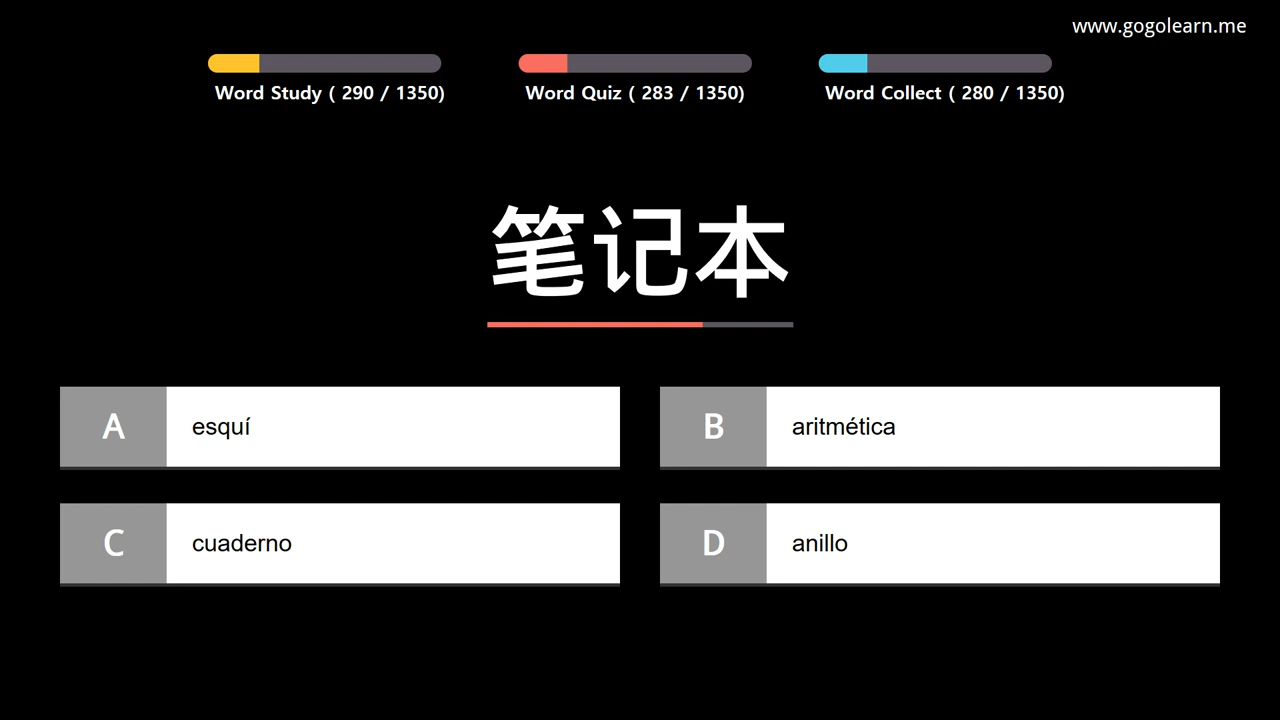 www.gogolearn.me
Word Study ( 290 / 1350)
Word Quiz ( 283 / 1350)
Word Collect ( 280 / 1350)
笔记本
A esquí
B aritmética
C cuaderno
D anillo